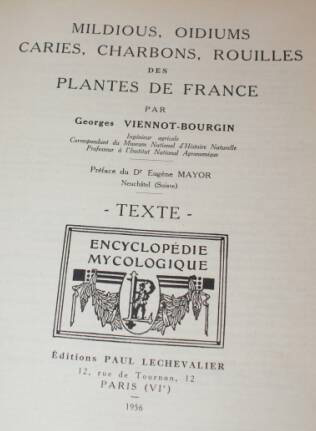 MILDIOUS, OIDIUMS
CARIES, CHARBONS, ROUILLES
DES
PLANTES DE FRANCE
PAR
Georges VIENNOT-BOURGIN
Ingénieur agricole
Correspondant du Museum National d'Histoire Naturelle
Professeur à l'Institut National Agronomique
Préface du Dr Eugène MAYOR
Neuchâtel (Suisse)
- TEXTE -
ENCYCLOPÉDIE
MYCOLOGIQUE
Éditions PAUL LECHEVALIER
12, rue de Tournon, 12
PARIS (VIe)
1956